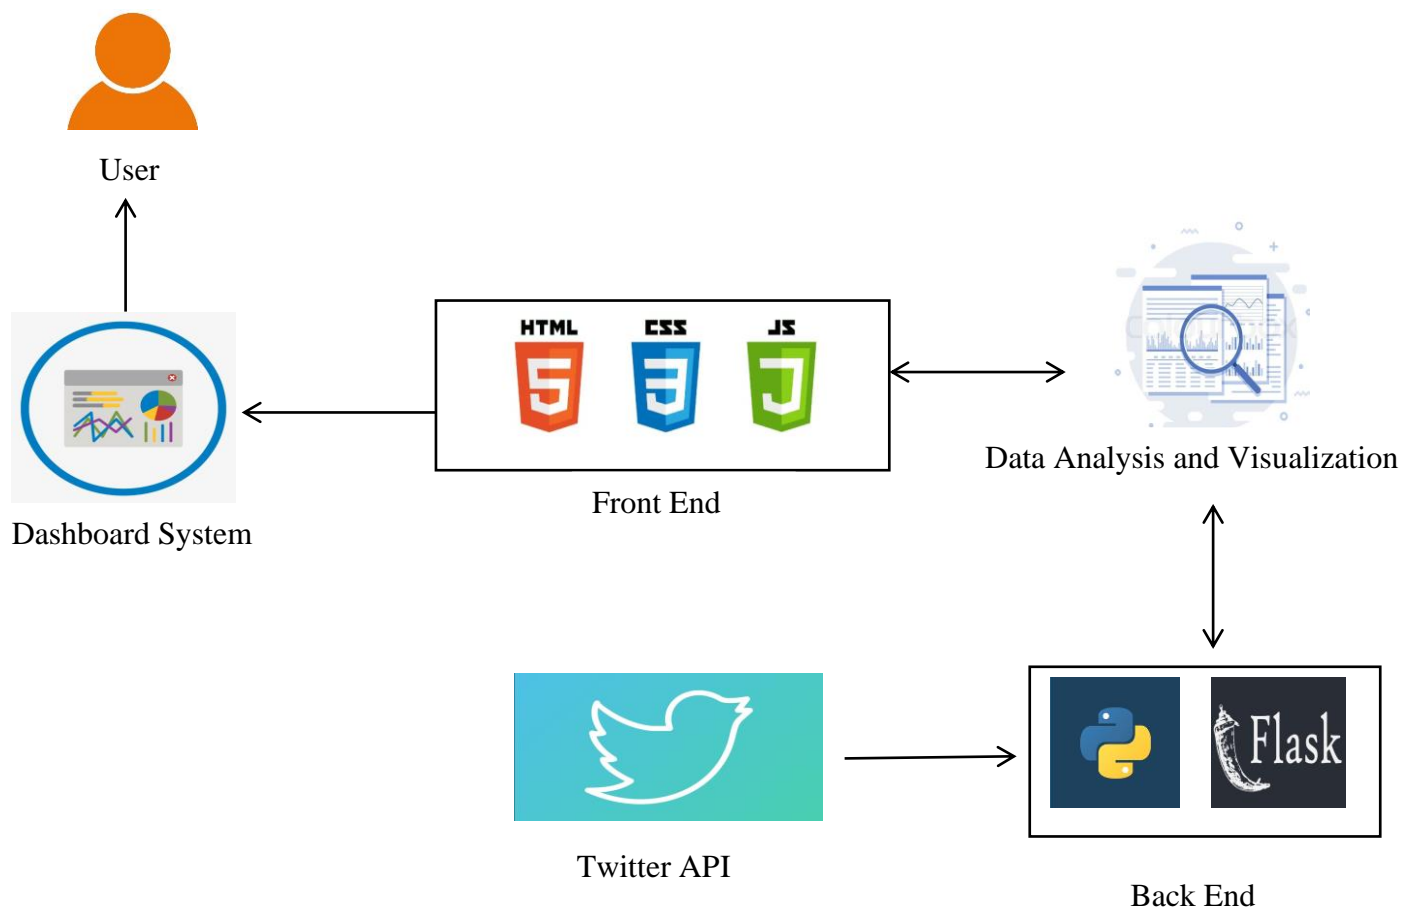 User
HTML CSS JS
Data Analysis and Visualization
Front End
Dashboard System
Flask
Twitter API
Back End